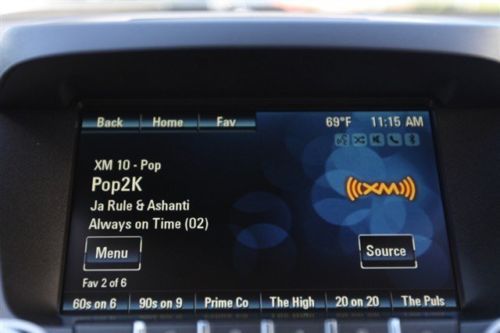 Back Home Fav 69°F 11:15 AM
XM 10 - Pop
Pop2K
Ja Rule & Ashanti
Always on Time (02)
((XM))
Menu Source
Fav 2 of 6
60s on 6 90s on 9 Prime Co The High 20 on 20 The Puls